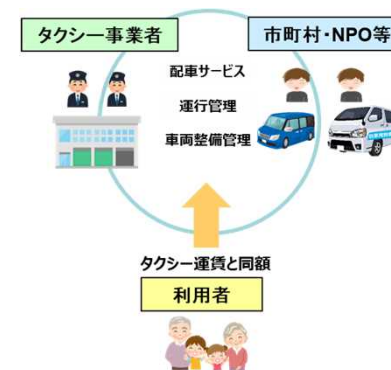 タクシー事業者
市町村・NPO等
配車サービス
運行管理
車両整備管理
タクシー運賃と同額
利用者